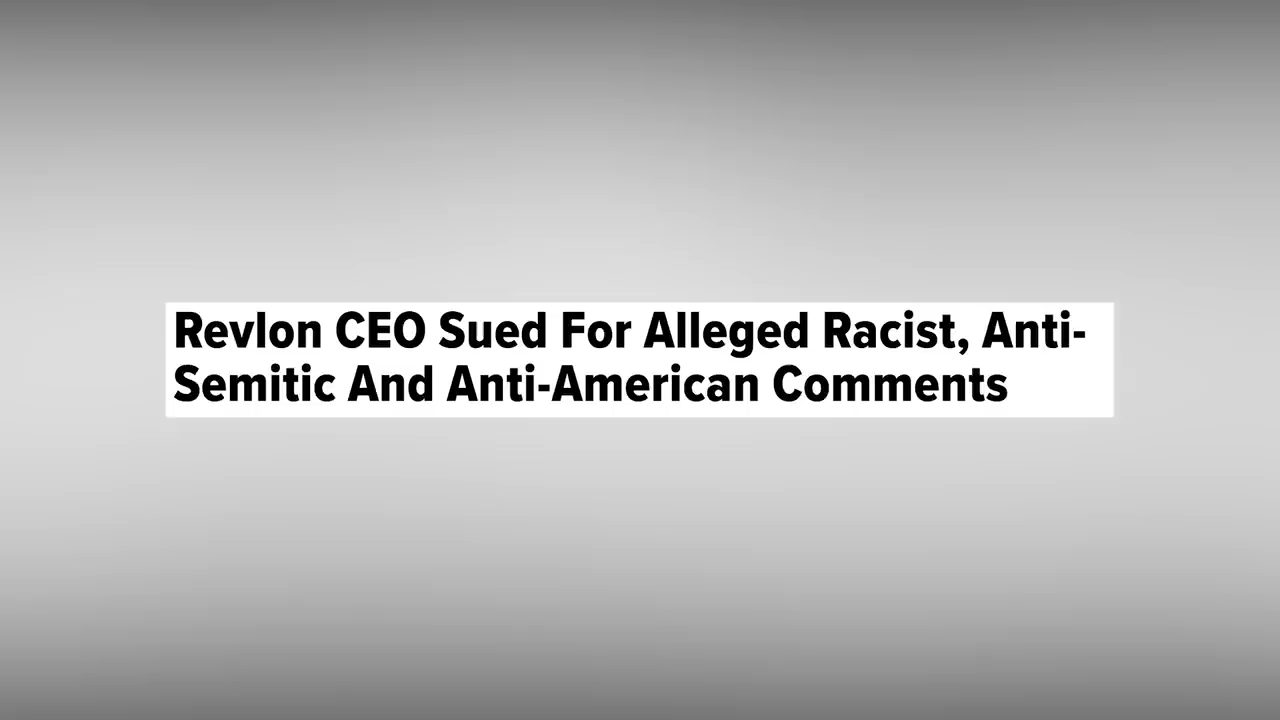 Revlon CEO Sued For Alleged Racist, Anti-
Semitic And Anti-American Comments